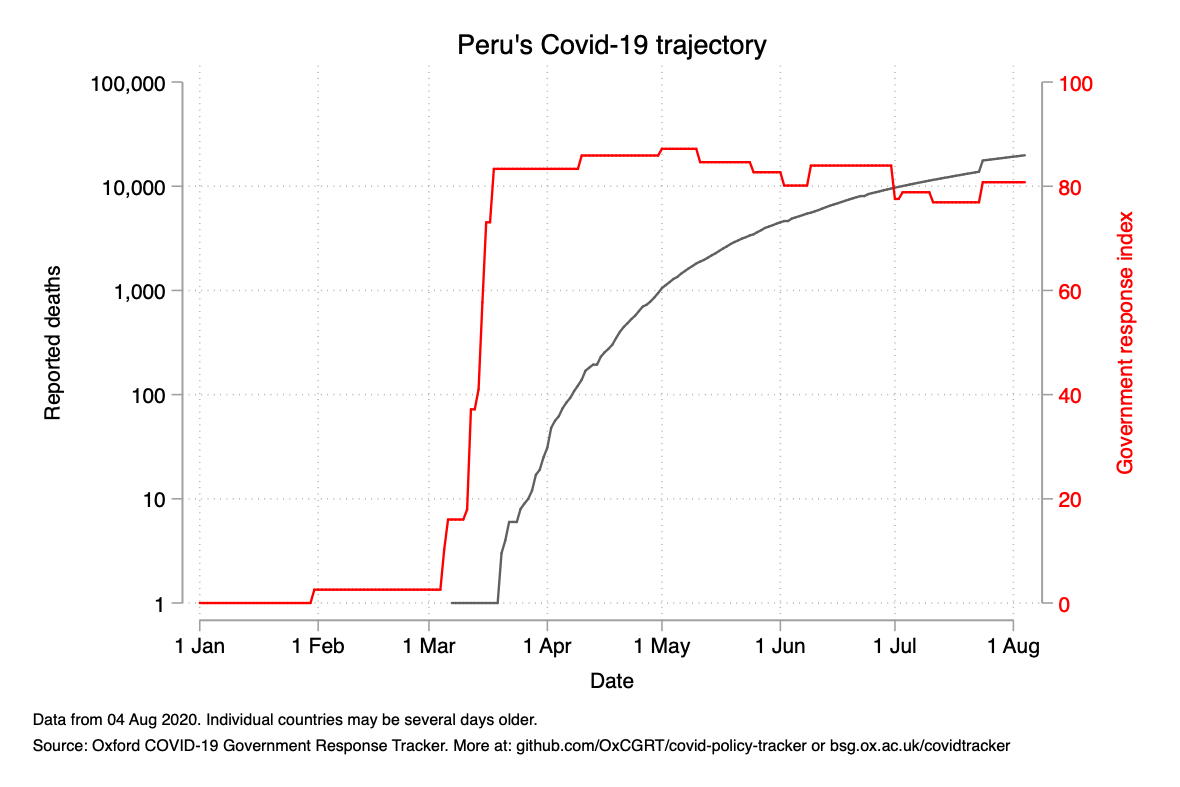 Peru's Covid-19 trajectory
100,000
10,000
1,000
100
10
1
Reported deaths
100
80
60
40
20
0
Government response index
1 Jan
1 Feb
1 Mar
1 Apr
1 May
1 Jun
1 Jul
1 Aug
Date
Data from 04 Aug 2020. Individual countries may be several days older.
Source: Oxford COVID-19 Government Response Tracker. More at: github.com/OxCGRT/covid-policy-tracker or bsg.ox.ac.uk/covidtracker